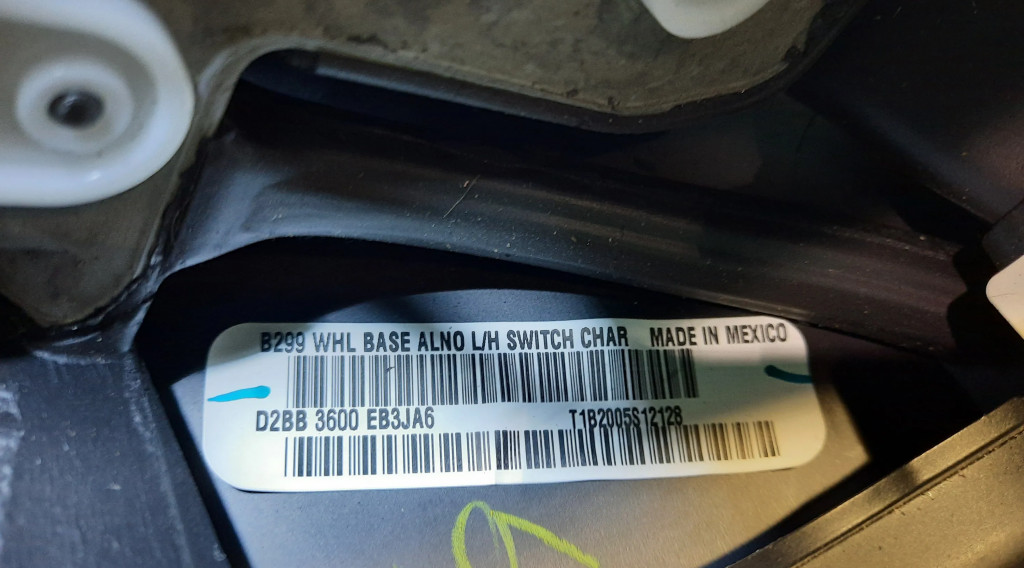 B299 WHL BASE ALNO L/H SWITCH CHAR MADE IN MEXICO
D2BB 3600 EB3JA6 T1B2005S12128